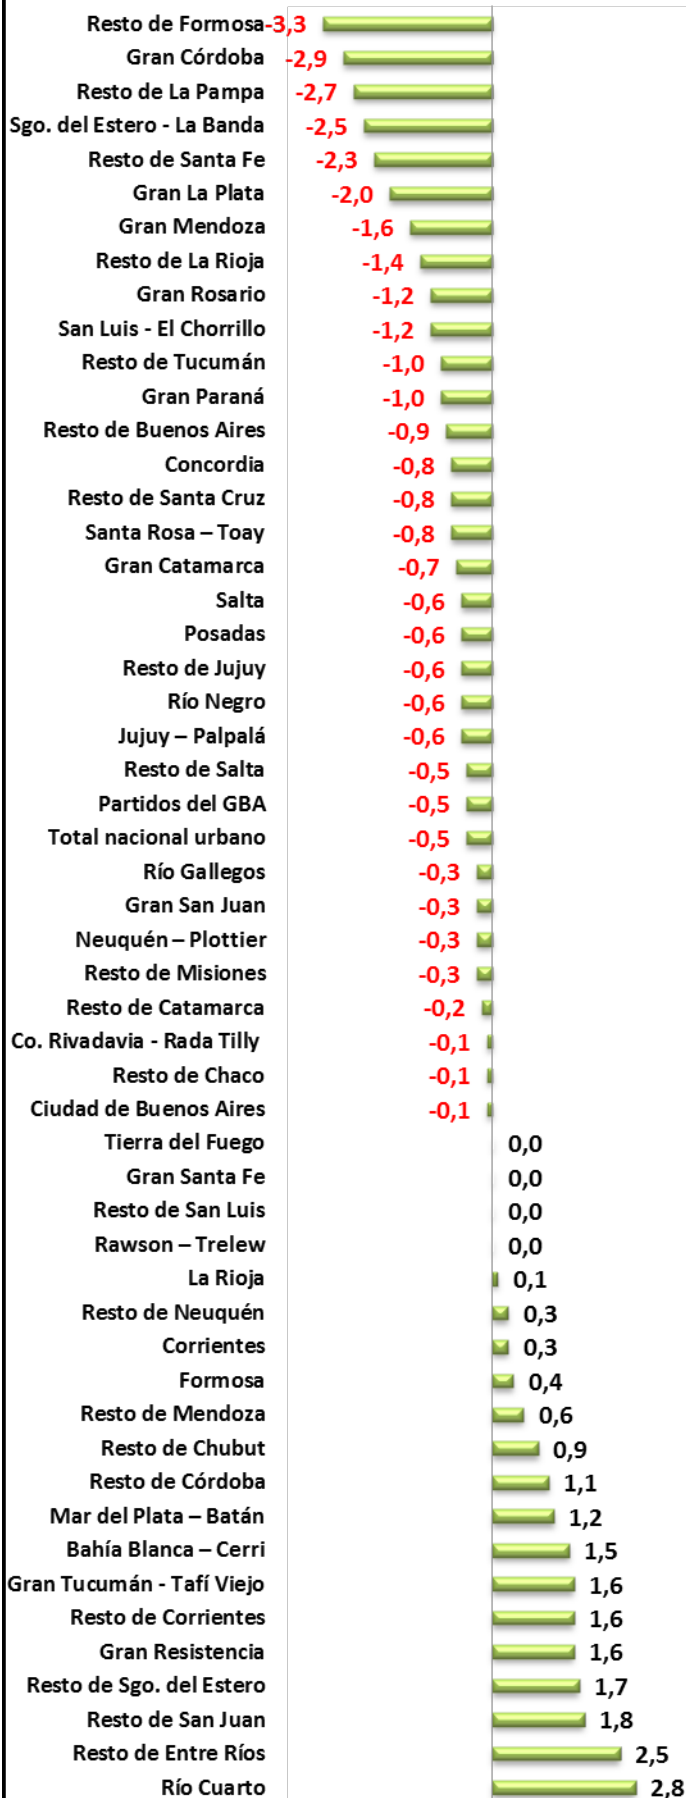 Resto de Formosa -3,3
Gran Córdoba -2,9
Resto de La Pampa -2,7
Sgo. del Estero - La Banda -2,5
Resto de Santa Fe -2,3
Gran La Plata -2,0
Gran Mendoza -1,6
Resto de La Rioja -1,4
Gran Rosario -1,2
San Luis - El Chorrillo -1,2
Resto de Tucumán -1,0
Gran Paraná -1,0
Resto de Buenos Aires -0,9
Concordia -0,8
Resto de Santa Cruz -0,8
Santa Rosa – Toay -0,8
Gran Catamarca -0,7
Salta -0,6
Posadas -0,6
Resto de Jujuy -0,6
Río Negro -0,6
Jujuy – Palpalá -0,6
Resto de Salta -0,5
Partidos del GBA -0,5
Total nacional urbano -0,5
Río Gallegos -0,3
Gran San Juan -0,3
Neuquén – Plottier -0,3
Resto de Misiones -0,3
Resto de Catamarca -0,2
Co. Rivadavia - Rada Tilly -0,1
Resto de Chaco -0,1
Ciudad de Buenos Aires -0,1
Tierra del Fuego 0,0
Gran Santa Fe 0,0
Resto de San Luis 0,0
Rawson – Trelew 0,0
La Rioja 0,1
Resto de Neuquén 0,3
Corrientes 0,3
Formosa 0,4
Resto de Mendoza 0,6
Resto de Chubut 0,9
Resto de Córdoba 1,1
Mar del Plata – Batán 1,2
Bahía Blanca – Cerri 1,5
Gran Tucumán - Tafí Viejo 1,6
Resto de Corrientes 1,6
Gran Resistencia 1,6
Resto de Sgo. del Estero 1,7
Resto de San Juan 1,8
Resto de Entre Ríos 2,5
Río Cuarto 2,8